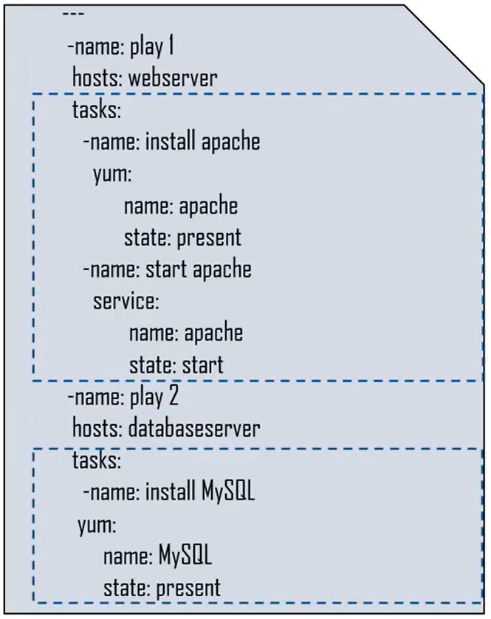 ---
-name: play 1
hosts: webserver
tasks:
-name: install apache
yum:
name: apache
state: present
-name: start apache
service:
name: apache
state: start
-name: play 2
hosts: databaseserver
tasks:
-name: install MySQL
yum:
name: MySQL
state: present